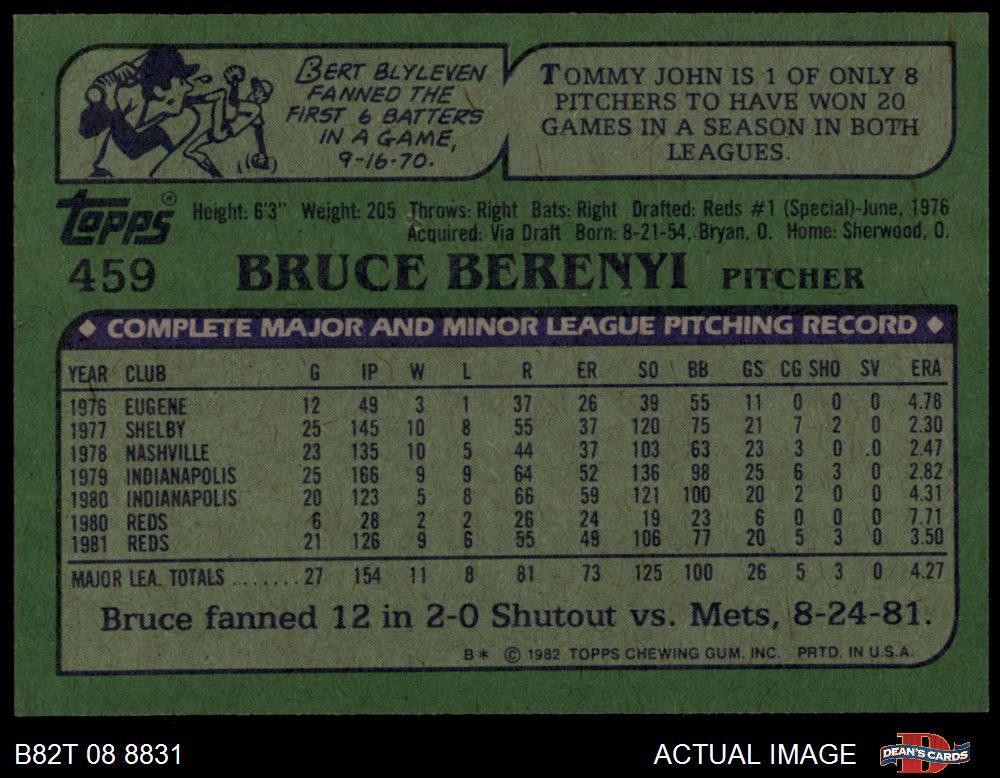 BERT BLYLEVEN
FANNED THE
FIRST 6 BATTERS
IN A GAME,
9-16-70.
TOMMY JOHN IS 1 OF ONLY 8
PITCHERS TO HAVE WON 20
GAMES IN A SEASON IN BOTH
LEAGUES.
topps®
Height: 6'3" Weight: 205 Throws: Right Bats: Right Drafted: Reds #1 (Special)-June, 1976
Acquired: Via Draft Born: 8-21-54, Bryan, O. Home: Sherwood, O.
459 BRUCE BERENYI PITCHER
◆ COMPLETE MAJOR AND MINOR LEAGUE PITCHING RECORD ◆
YEAR CLUB G IP W L R ER SO BB GS CG SHO SV ERA
1976 EUGENE 12 49 3 1 37 26 39 55 11 0 0 0 4.78
1977 SHELBY 25 145 10 8 55 37 120 75 21 7 2 0 2.30
1978 NASHVILLE 23 135 10 5 44 37 103 63 23 3 0 .0 2.47
1979 INDIANAPOLIS 25 166 9 9 64 52 136 98 25 6 3 0 2.82
1980 INDIANAPOLIS 20 123 5 8 66 59 121 100 20 2 0 0 4.31
1980 REDS 6 28 2 2 26 24 19 23 6 0 0 0 7.71
1981 REDS 21 126 9 6 55 49 106 77 20 5 3 0 3.50
MAJOR LEA. TOTALS ....... 27 154 11 8 81 73 125 100 26 5 3 0 4.27
Bruce fanned 12 in 2-0 Shutout vs. Mets, 8-24-81.
B* © 1982 TOPPS CHEWING GUM, INC. PRTD. IN U.S.A.
B82T 08 8831 ACTUAL IMAGE D DEAN'S CARDS